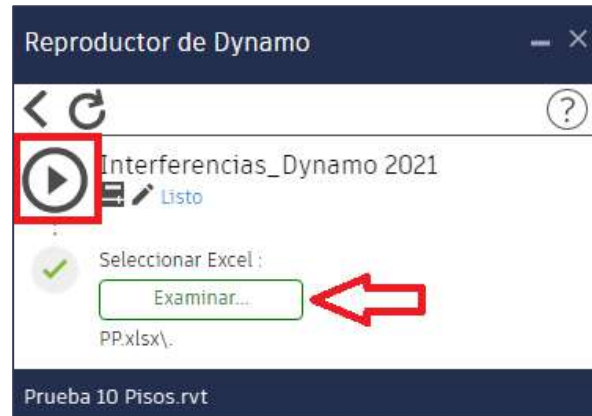 Reproductor de Dynamo
?
Interferencias_Dynamo 2021
Listo
Seleccionar Excel :
Examinar...
PP.xlsx\.
Prueba 10 Pisos.rvt